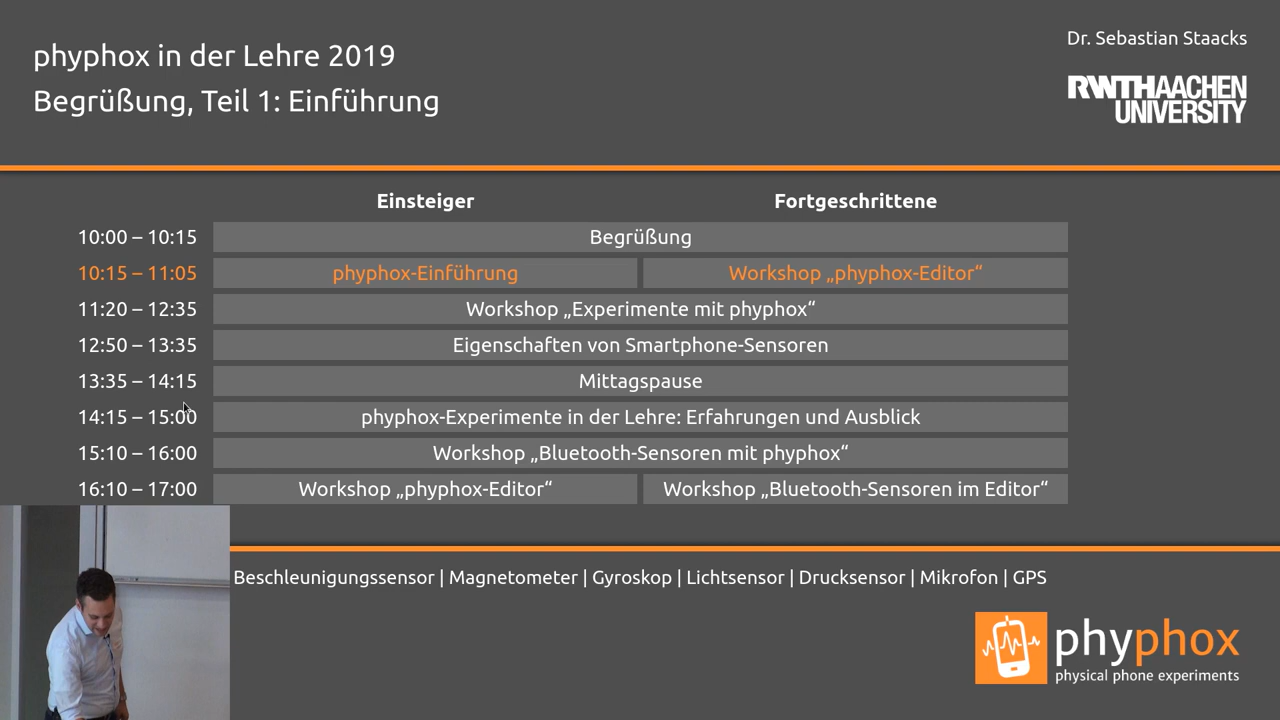 phyphox in der Lehre 2019
Begrüßung, Teil 1: Einführung
Dr. Sebastian Staacks
RWTHAACHEN
UNIVERSITY
Einsteiger Fortgeschrittene
10:00 – 10:15 Begrüßung
10:15 – 11:05 phyphox-Einführung Workshop „phyphox-Editor“
11:20 – 12:35 Workshop „Experimente mit phyphox“
12:50 – 13:35 Eigenschaften von Smartphone-Sensoren
13:35 – 14:15 Mittagspause
14:15 – 15:00 phyphox-Experimente in der Lehre: Erfahrungen und Ausblick
15:10 – 16:00 Workshop „Bluetooth-Sensoren mit phyphox“
16:10 – 17:00 Workshop „phyphox-Editor“ Workshop „Bluetooth-Sensoren im Editor“
Beschleunigungssensor | Magnetometer | Gyroskop | Lichtsensor | Drucksensor | Mikrofon | GPS
phyphox
physical phone experiments